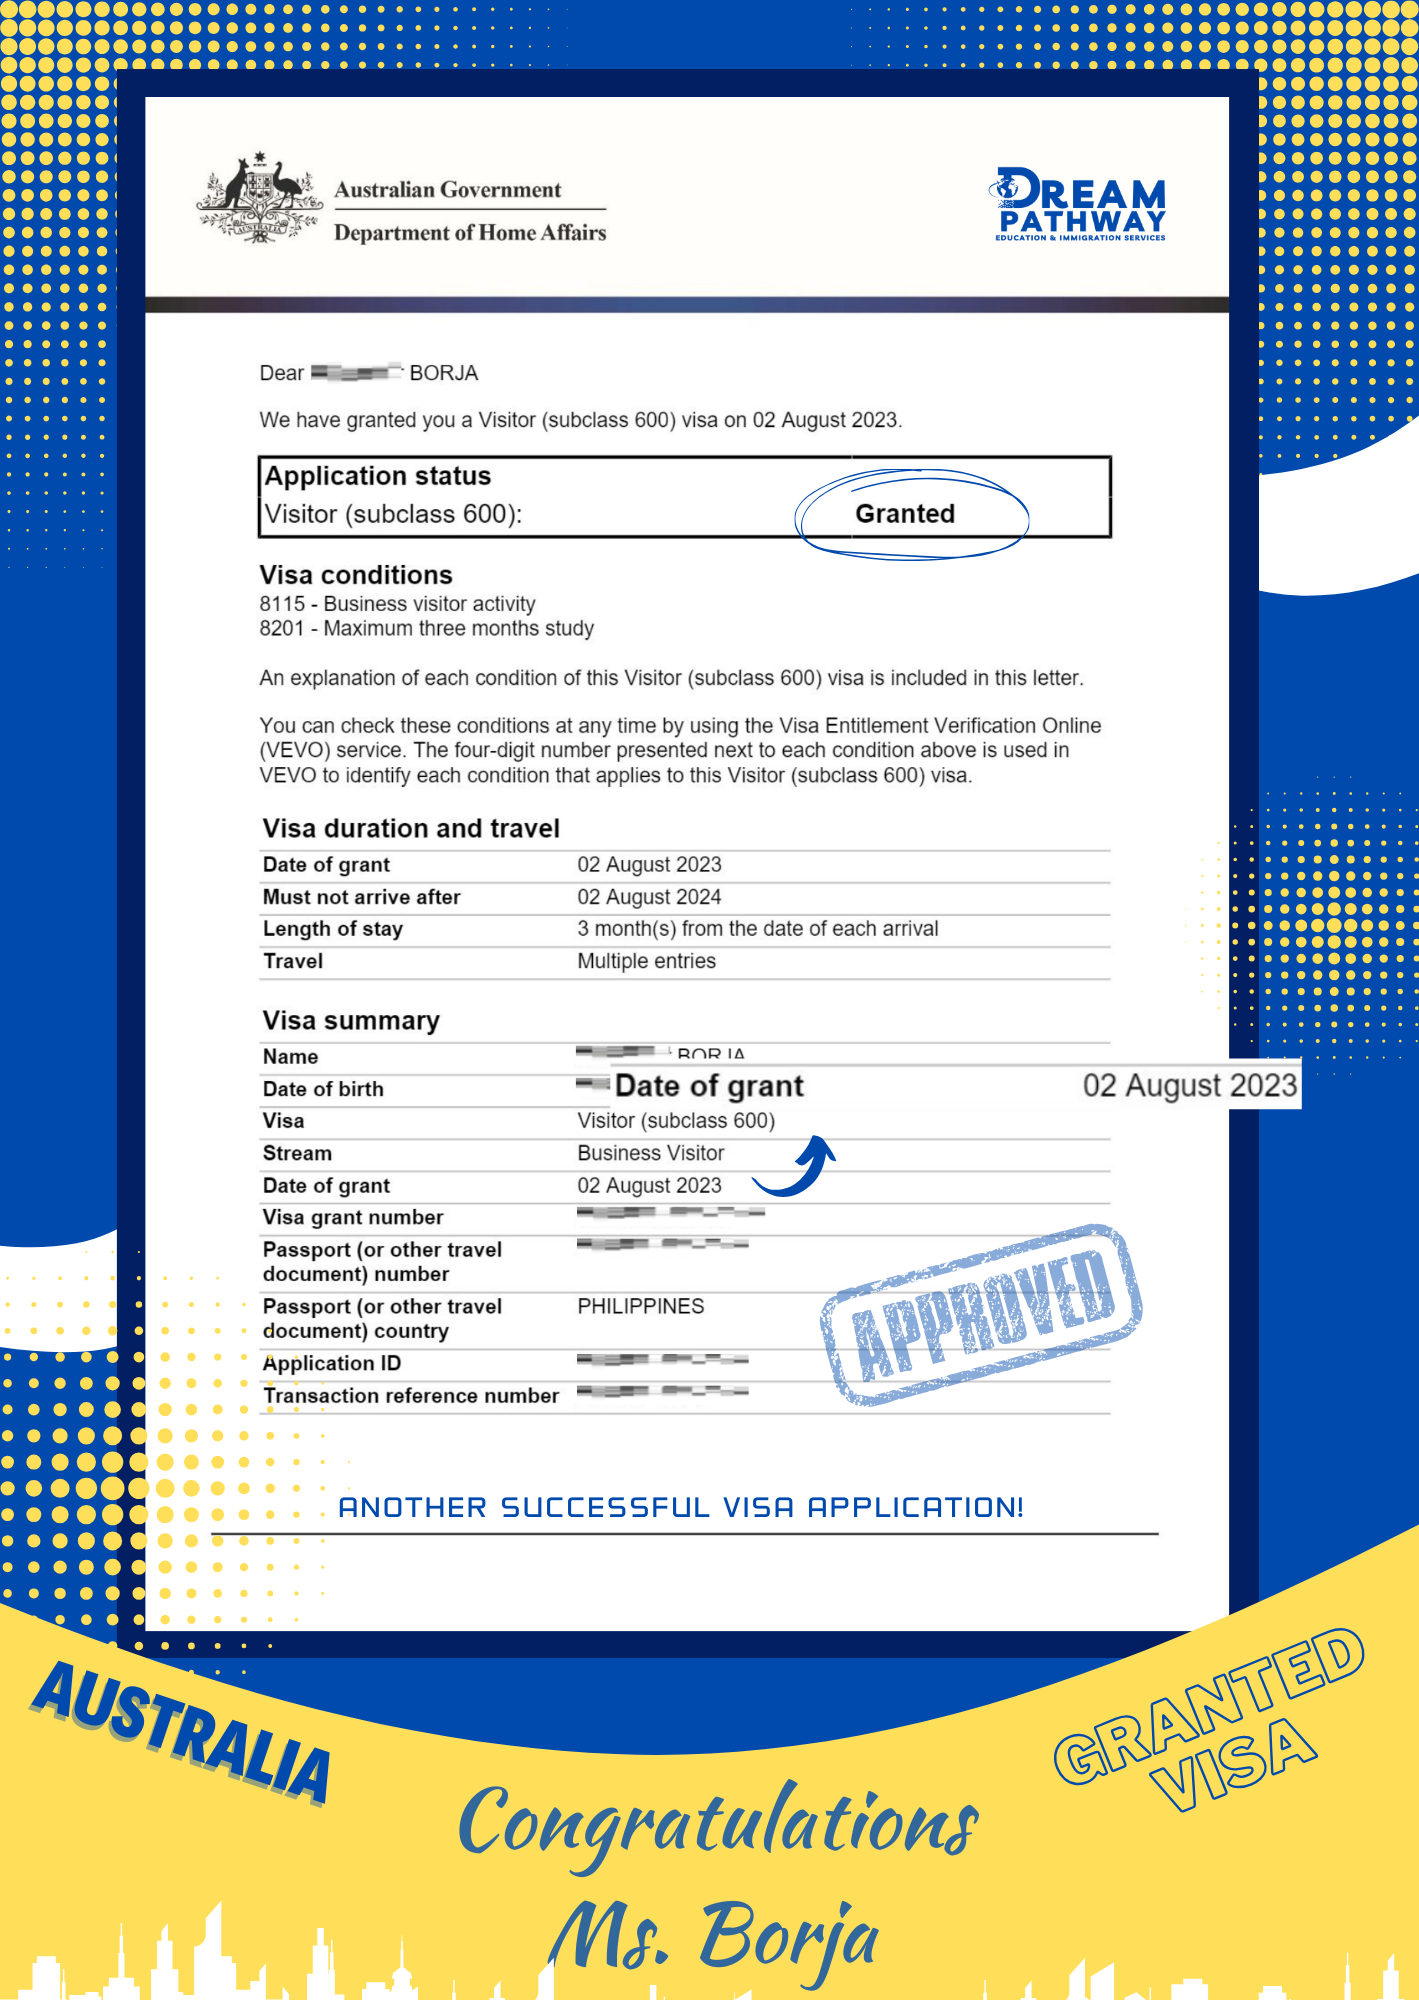 AUSTRALIA
Australian Government
Department of Home Affairs
DREAM
PATHWAY
EDUCATION & IMMIGRATION SERVICES
Dear BORJA
We have granted you a Visitor (subclass 600) visa on 02 August 2023.
Application status
Visitor (subclass 600): Granted
Visa conditions
8115 - Business visitor activity
8201 - Maximum three months study
An explanation of each condition of this Visitor (subclass 600) visa is included in this letter.
You can check these conditions at any time by using the Visa Entitlement Verification Online
(VEVO) service. The four-digit number presented next to each condition above is used in
VEVO to identify each condition that applies to this Visitor (subclass 600) visa.
Visa duration and travel
Date of grant 02 August 2023
Must not arrive after 02 August 2024
Length of stay 3 month(s) from the date of each arrival
Travel Multiple entries
Visa summary
Name BORJA
Date of birth
Date of grant 02 August 2023
Visa Visitor (subclass 600)
Stream Business Visitor
Date of grant 02 August 2023
Visa grant number
Passport (or other travel
document) number
Passport (or other travel PHILIPPINES
document) country
Application ID
Transaction reference number
APPROVED
ANOTHER SUCCESSFUL VISA APPLICATION!
AUSTRALIA
GRANTED
VISA
Congratulations
Ms. Borja